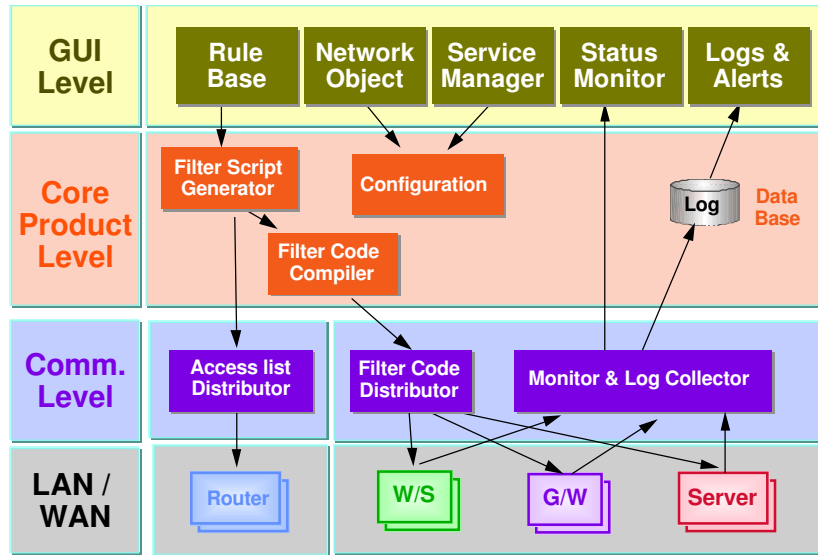 GUI
Level
Rule
Base
Network
Object
Service
Manager
Status
Monitor
Logs &
Alerts
Core
Product
Level
Filter Script
Generator
Configuration
Log
Data
Base
Filter Code
Compiler
Comm.
Level
Access list
Distributor
Filter Code
Distributor
Monitor & Log Collector
LAN /
WAN
Router
W/S
G/W
Server